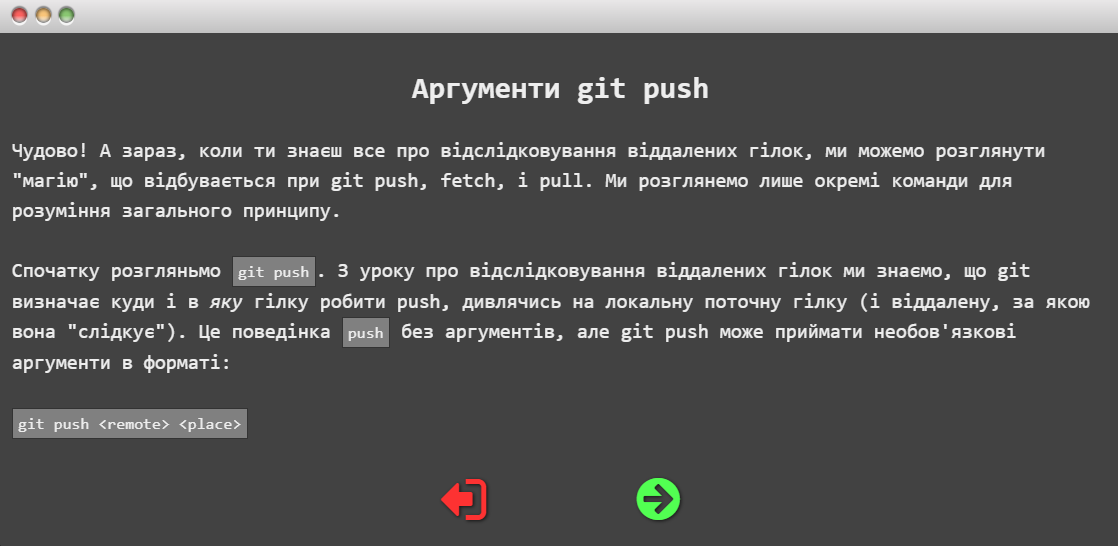 Аргументи git push
Чудово! А зараз, коли ти знаєш все про відслідковування віддалених гілок, ми можемо розглянути
"магію", що відбувається при git push, fetch, і pull. Ми розглянемо лише окремі команди для
розуміння загального принципу.
Спочатку розгляньмо git push. З уроку про відслідковування віддалених гілок ми знаємо, що git
визначає куди і в яку гілку робити push, дивлячись на локальну поточну гілку (і віддалену, за якою
вона "слідкує"). Це поведінка push без аргументів, але git push може приймати необов'язкові
аргументи в форматі:
git push <remote> <place>